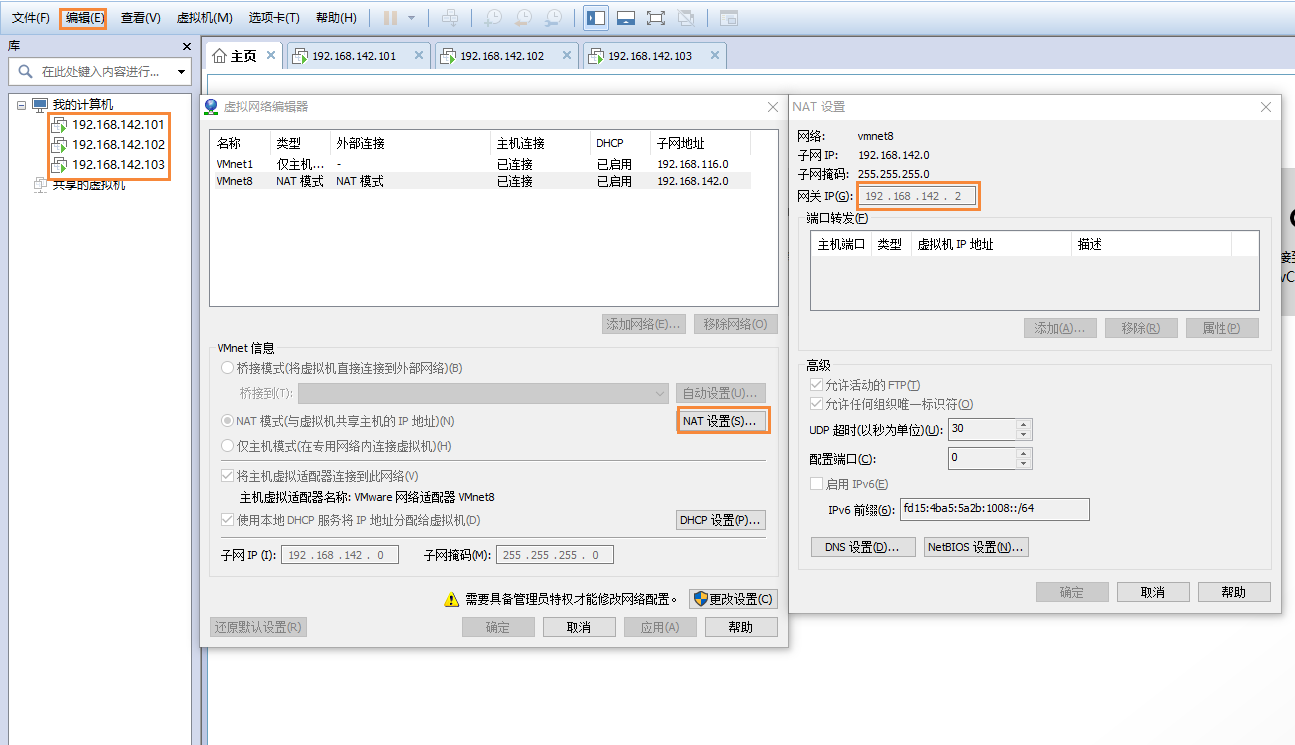 文件(F) 编辑(E) 查看(V) 虚拟机(M) 选项卡(T) 帮助(H)
库
在此处键入内容进行...
我的计算机
192.168.142.101
192.168.142.102
192.168.142.103
共享的虚拟机
主页 192.168.142.101 192.168.142.102 192.168.142.103
虚拟网络编辑器
名称 类型 外部连接 主机连接 DHCP 子网地址
VMnet1 仅主机... - 已连接 已启用 192.168.116.0
VMnet8 NAT 模式 NAT 模式 已连接 已启用 192.168.142.0
添加网络(E)... 移除网络(O)
VMnet 信息
桥接模式(将虚拟机直接连接到外部网络)(B)
桥接到(T): 自动设置(U)...
NAT 模式(与虚拟机共享主机的 IP 地址)(N) NAT 设置(S)...
仅主机模式(在专用网络内连接虚拟机)(H)
将主机虚拟适配器连接到此网络(V)
主机虚拟适配器名称: VMware 网络适配器 VMnet8
使用本地 DHCP 服务将 IP 地址分配给虚拟机(D) DHCP 设置(P)...
子网 IP (I): 192 . 168 . 142 . 0 子网掩码(M): 255 . 255 . 255 . 0
需要具备管理员特权才能修改网络配置。 更改设置(C)
还原默认设置(R) 确定 取消 应用(A) 帮助
NAT 设置
网络: vmnet8
子网 IP: 192.168.142.0
子网掩码: 255.255.255.0
网关 IP(G): 192 . 168 . 142 . 2
端口转发(F)
主机端口 类型 虚拟机 IP 地址 描述
添加(A)... 移除(R) 属性(P)
高级
允许活动的 FTP(T)
允许任何组织唯一标识符(O)
UDP 超时(以秒为单位)(U): 30
配置端口(C): 0
启用 IPv6(E)
IPv6 前缀(6): fd15:4ba5:5a2b:1008::/64
DNS 设置(D)... NetBIOS 设置(N)...
确定 取消 帮助
接到
vC